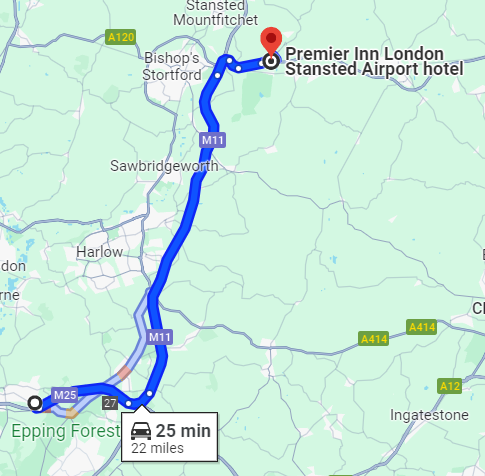 Stansted
Mountfitchet
A120
Bishop's
Stortford
Premier Inn London
Stansted Airport hotel
M11
Sawbridgeworth
Harlow
don
rne
M11
A414
A414
M25
27
A12
Epping Forest
Ingatestone
25 min
22 miles